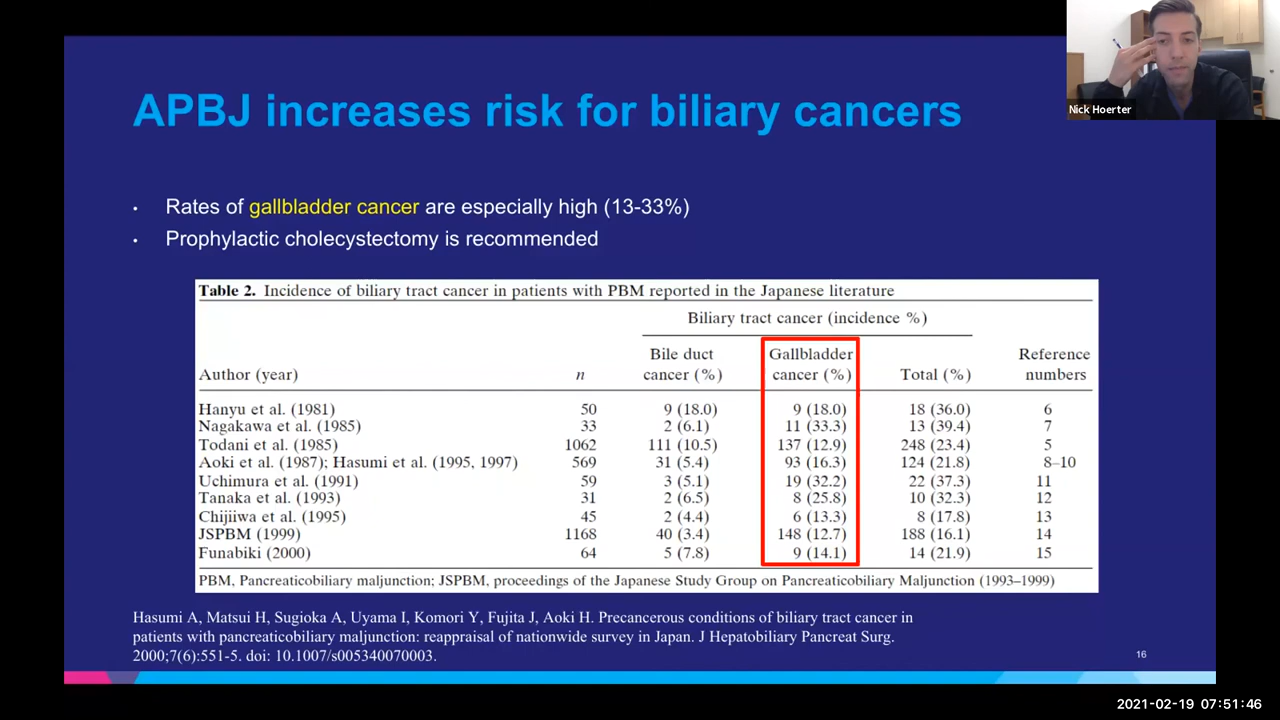 Nick Hoerter
APBJ increases risk for biliary cancers
• Rates of gallbladder cancer are especially high (13-33%)
• Prophylactic cholecystectomy is recommended
Table 2. Incidence of biliary tract cancer in patients with PBM reported in the Japanese literature
Biliary tract cancer (incidence %)
Bile duct Gallbladder Reference
Author (year) n cancer (%) cancer (%) Total (%) numbers
Hanyu et al. (1981) 50 9 (18.0) 9 (18.0) 18 (36.0) 6
Nagakawa et al. (1985) 33 2 (6.1) 11 (33.3) 13 (39.4) 7
Todani et al. (1985) 1062 111 (10.5) 137 (12.9) 248 (23.4) 5
Aoki et al. (1987); Hasumi et al. (1995, 1997) 569 31 (5.4) 93 (16.3) 124 (21.8) 8–10
Uchimura et al. (1991) 59 3 (5.1) 19 (32.2) 22 (37.3) 11
Tanaka et al. (1993) 31 2 (6.5) 8 (25.8) 10 (32.3) 12
Chijiiwa et al. (1995) 45 2 (4.4) 6 (13.3) 8 (17.8) 13
JSPBM (1999) 1168 40 (3.4) 148 (12.7) 188 (16.1) 14
Funabiki (2000) 64 5 (7.8) 9 (14.1) 14 (21.9) 15
PBM, Pancreaticobiliary maljunction; JSPBM, proceedings of the Japanese Study Group on Pancreaticobiliary Maljunction (1993–1999)
Hasumi A, Matsui H, Sugioka A, Uyama I, Komori Y, Fujita J, Aoki H. Precancerous conditions of biliary tract cancer in
patients with pancreaticobiliary maljunction: reappraisal of nationwide survey in Japan. J Hepatobiliary Pancreat Surg.
2000;7(6):551-5. doi: 10.1007/s005340070003.
16
2021-02-19 07:51:46